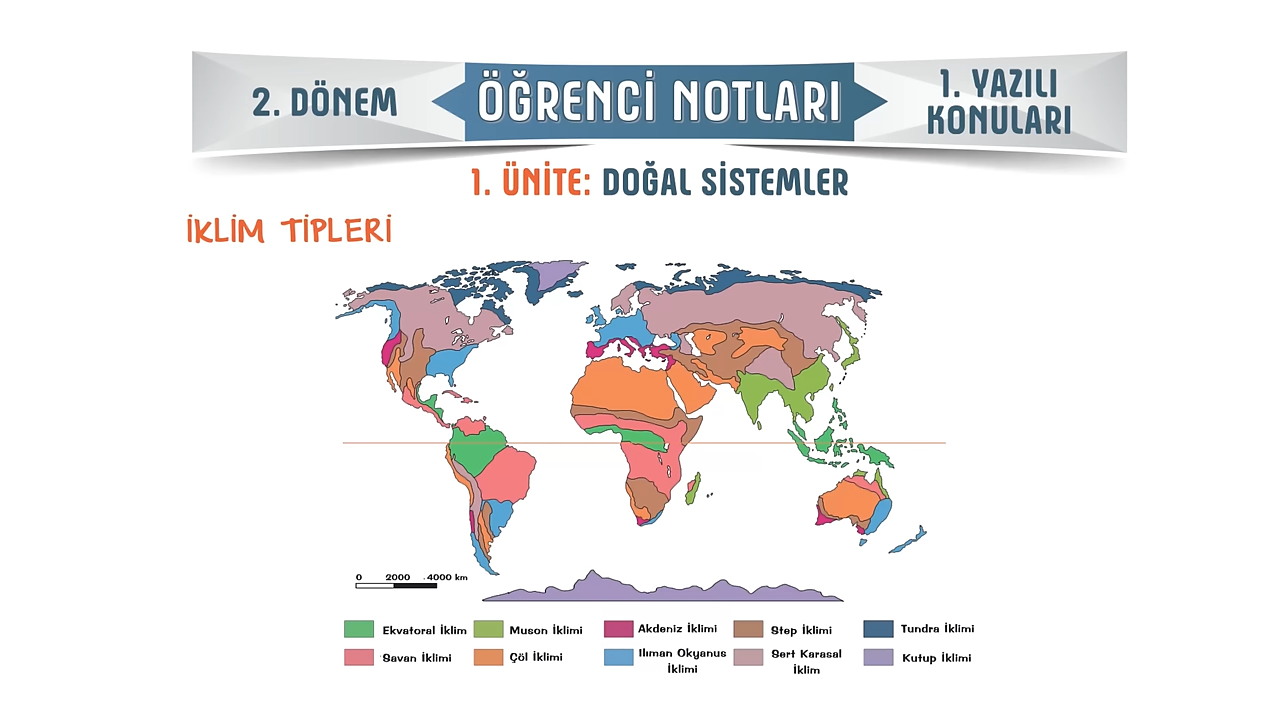 2. DÖNEM
ÖĞRENCİ NOTLARI
1. YAZILI
KONULARI
1. ÜNİTE: DOĞAL SİSTEMLER
İKLİM TİPLERİ
0 2000 4000 km
Ekvatoral İklim
Muson İklimi
Akdeniz İklimi
Step İklimi
Tundra İklimi
Savan İklimi
Çöl İklimi
Ilıman Okyanus
İklimi
Sert Karasal
İklim
Kutup İklimi